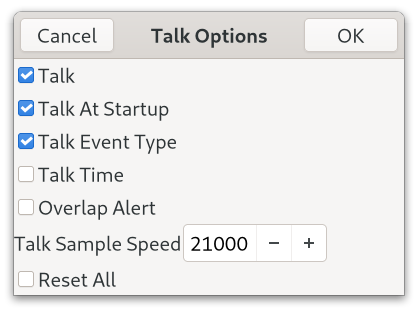 Cancel Talk Options OK
Talk
Talk At Startup
Talk Event Type
Talk Time
Overlap Alert
Talk Sample Speed 21000 − +
Reset All